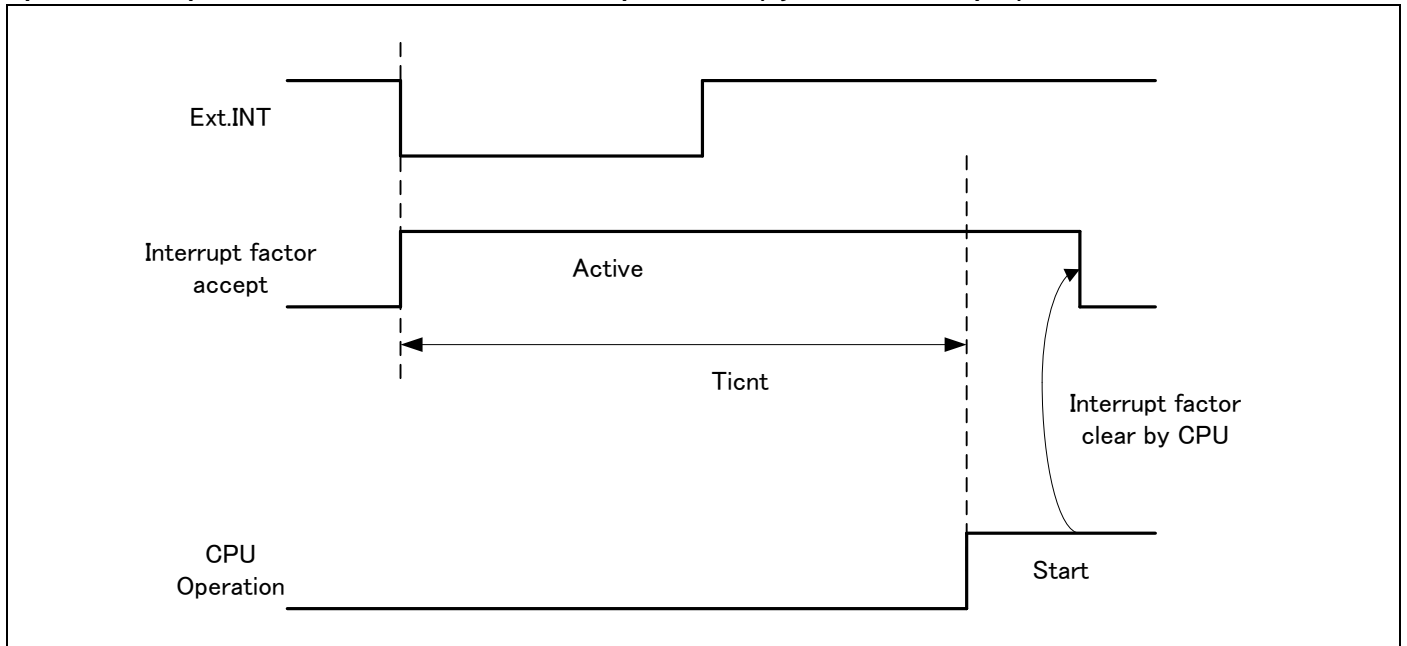 Ext.INT
Interrupt factor
accept
Active
Ticnt
Interrupt factor
clear by CPU
CPU
Operation
Start